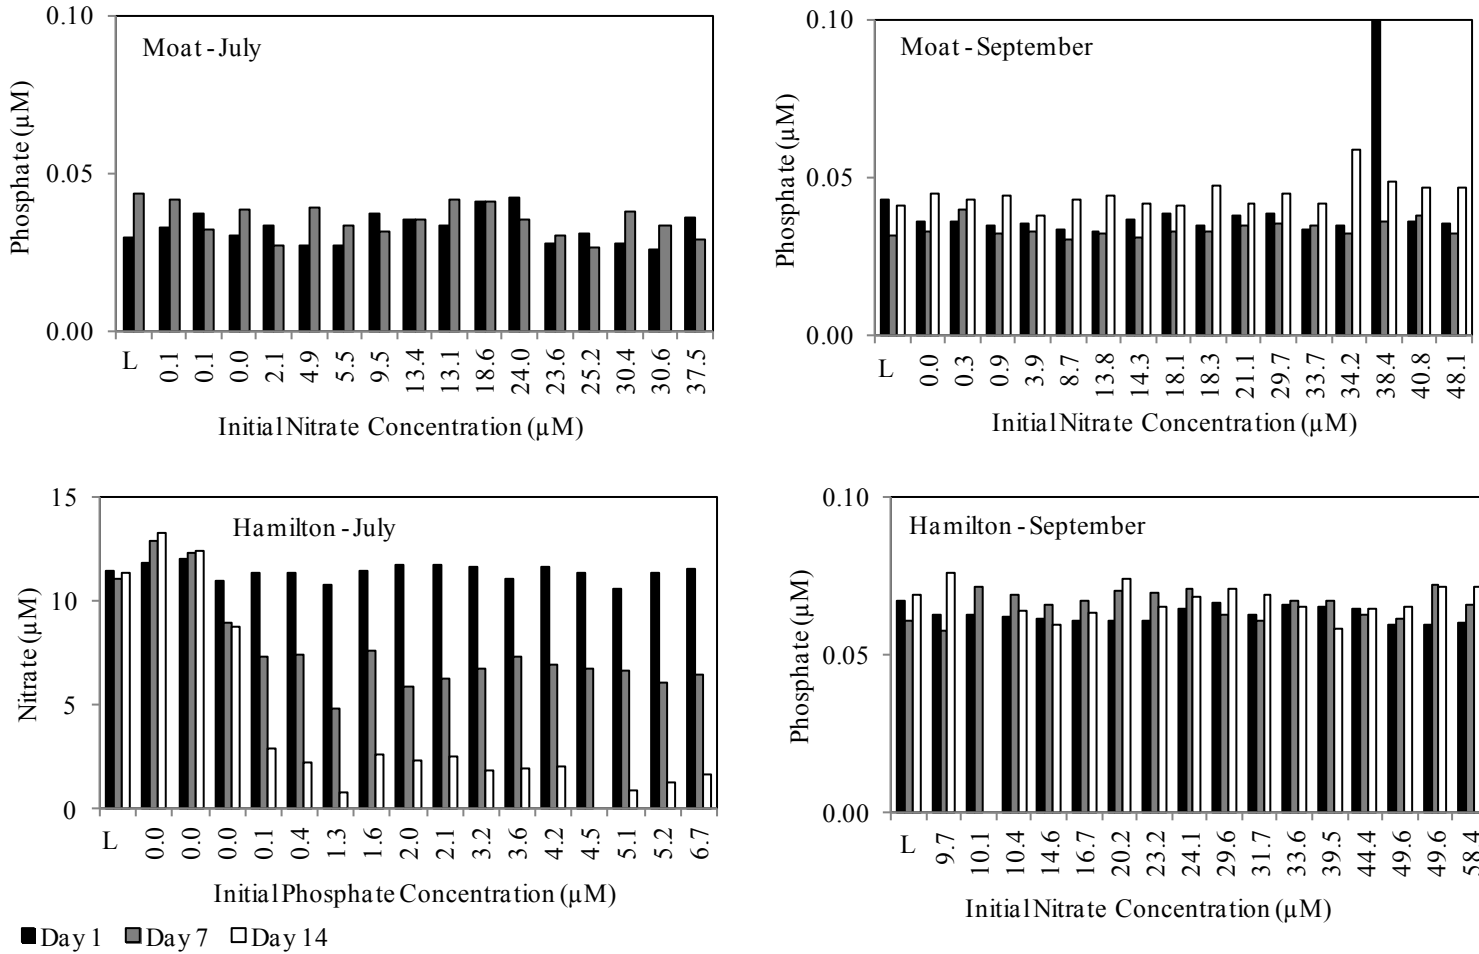 Moat - July
Phosphate (µM)
0.10
0.05
0.00
L 0.1 0.1 0.0 2.1 4.9 5.5 9.5 13.4 13.1 18.6 24.0 23.6 25.2 30.4 30.6 37.5
Initial Nitrate Concentration (µM)
Moat - September
Phosphate (µM)
0.10
0.05
0.00
L 0.0 0.3 0.9 3.9 8.7 13.8 14.3 18.1 18.3 21.1 29.7 33.7 34.2 38.4 40.8 48.1
Initial Nitrate Concentration (µM)
Hamilton - July
Nitrate (µM)
15
10
5
0
L 0.0 0.0 0.0 0.1 0.4 1.3 1.6 2.0 2.1 3.2 3.6 4.2 4.5 5.1 5.2 6.7
Initial Phosphate Concentration (µM)
Hamilton - September
Phosphate (µM)
0.10
0.05
0.00
L 9.7 10.1 10.4 14.6 16.7 20.2 23.2 24.1 29.6 31.7 33.6 39.5 44.4 49.6 49.6 58.4
Initial Nitrate Concentration (µM)
Day 1 Day 7 Day 14